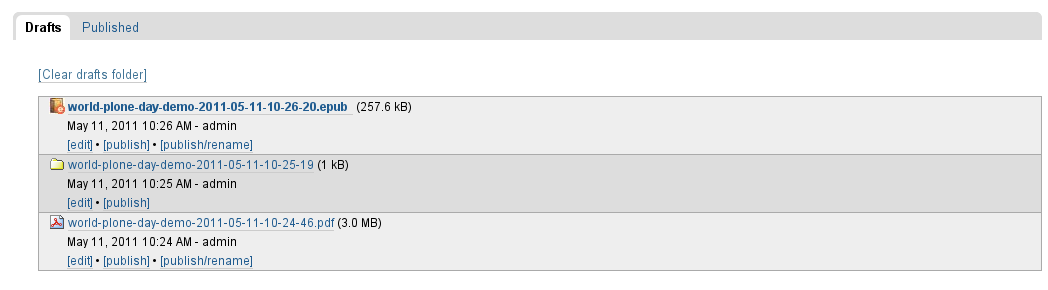 Drafts Published
[Clear drafts folder]
world-plone-day-demo-2011-05-11-10-26-20.epub (257.6 kB)
May 11, 2011 10:26 AM - admin
[edit] • [publish] • [publish/rename]
world-plone-day-demo-2011-05-11-10-25-19 (1 kB)
May 11, 2011 10:25 AM - admin
[edit] • [publish]
world-plone-day-demo-2011-05-11-10-24-46.pdf (3.0 MB)
May 11, 2011 10:24 AM - admin
[edit] • [publish] • [publish/rename]